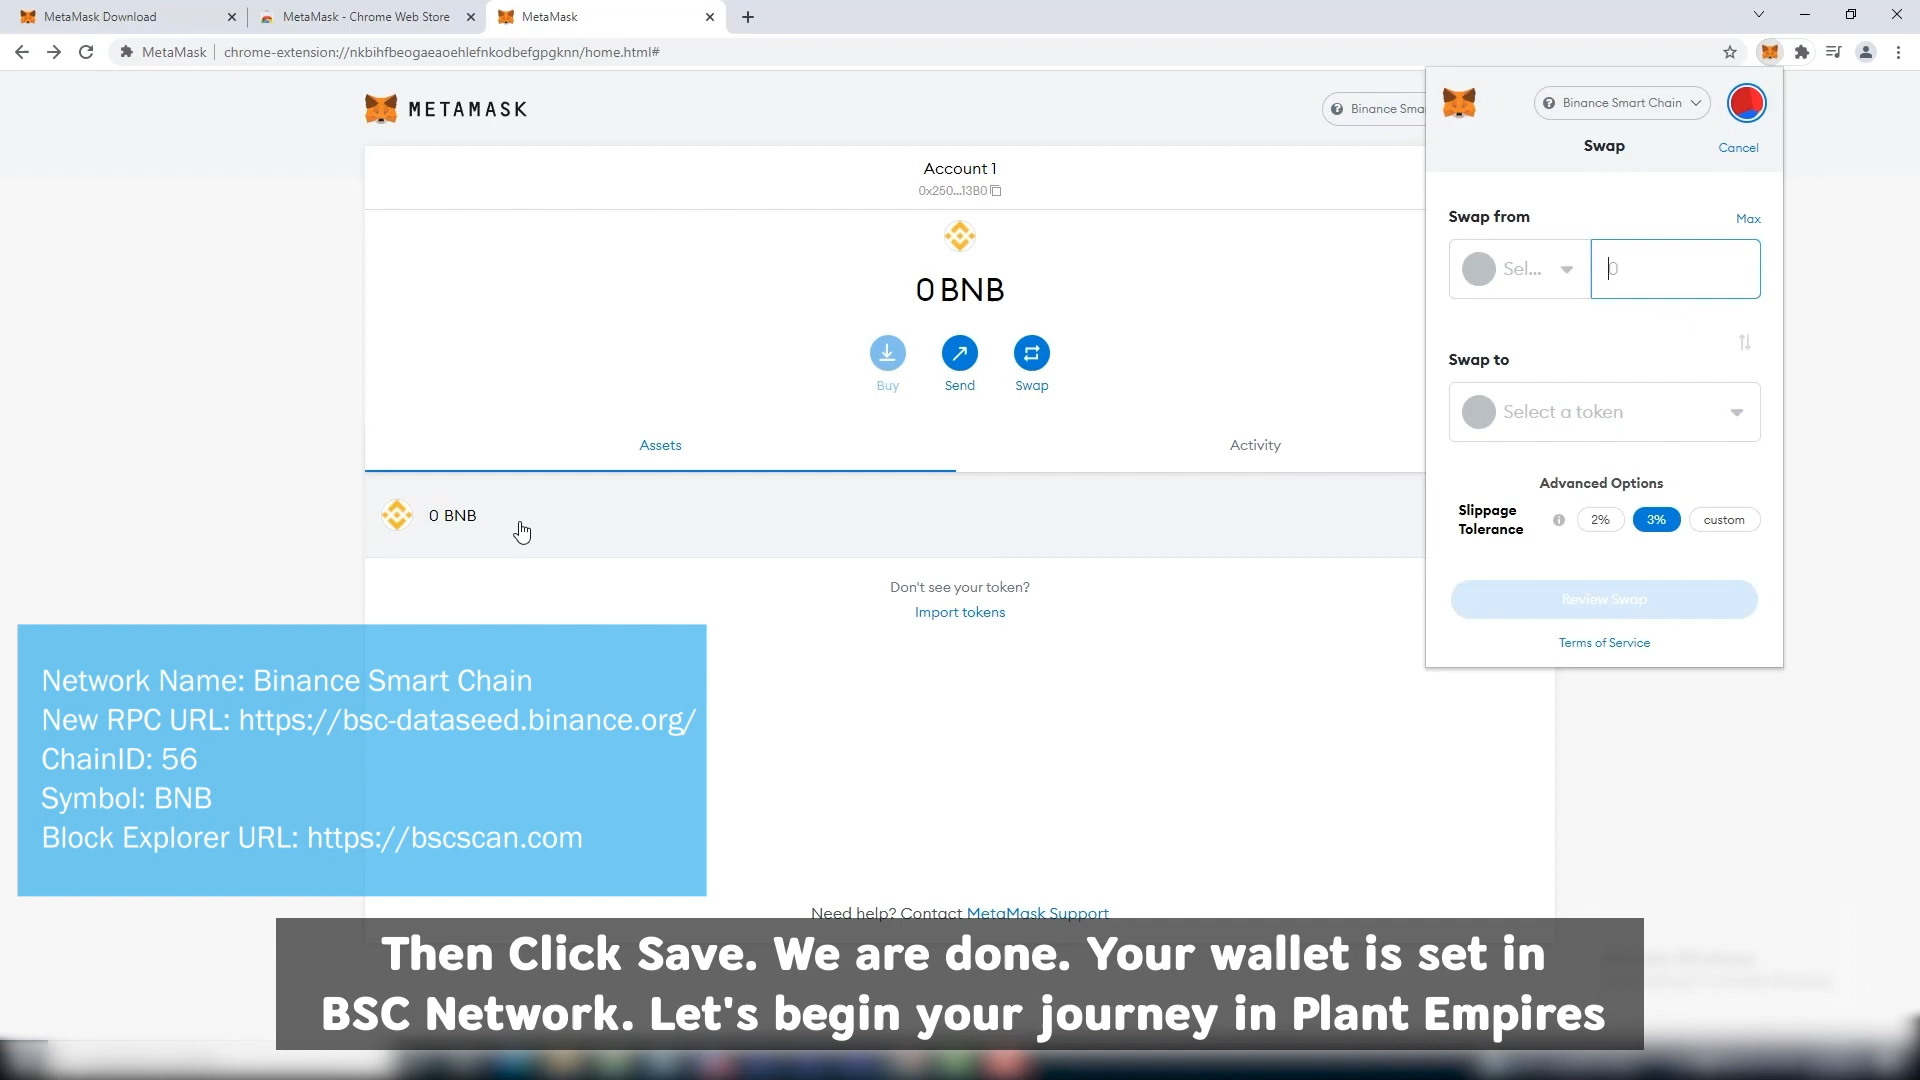 MetaMask Download
MetaMask - Chrome Web Store
MetaMask
MetaMask
chrome-extension://nkbihfbeogaeaoehlefnkodbefgpgknn/home.html#
METAMASK
Binance Smar
Account 1
0x250...13B0
0 BNB
Buy
Send
Swap
Assets
Activity
0 BNB
Don't see your token?
Import tokens
Need help? Contact MetaMask Support
Binance Smart Chain
Swap
Cancel
Swap from
Max
Sel...
0
Swap to
Select a token
Advanced Options
Slippage
Tolerance
2%
3%
custom
Review Swap
Terms of Service
Network Name: Binance Smart Chain
New RPC URL: https://bsc-dataseed.binance.org/
ChainID: 56
Symbol: BNB
Block Explorer URL: https://bscscan.com
Then Click Save. We are done. Your wallet is set in
BSC Network. Let's begin your journey in Plant Empires